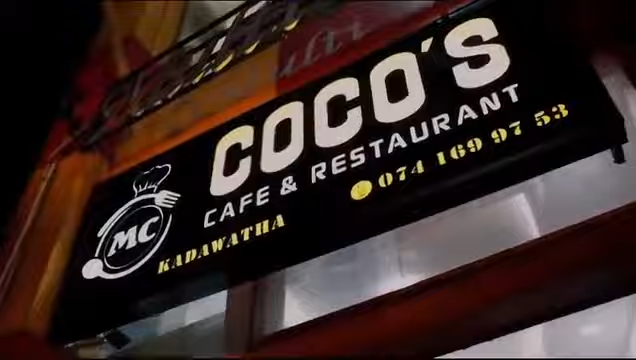 COCO'S
CAFE & RESTAURANT
074 169 97 53
MC
KADAWATHA